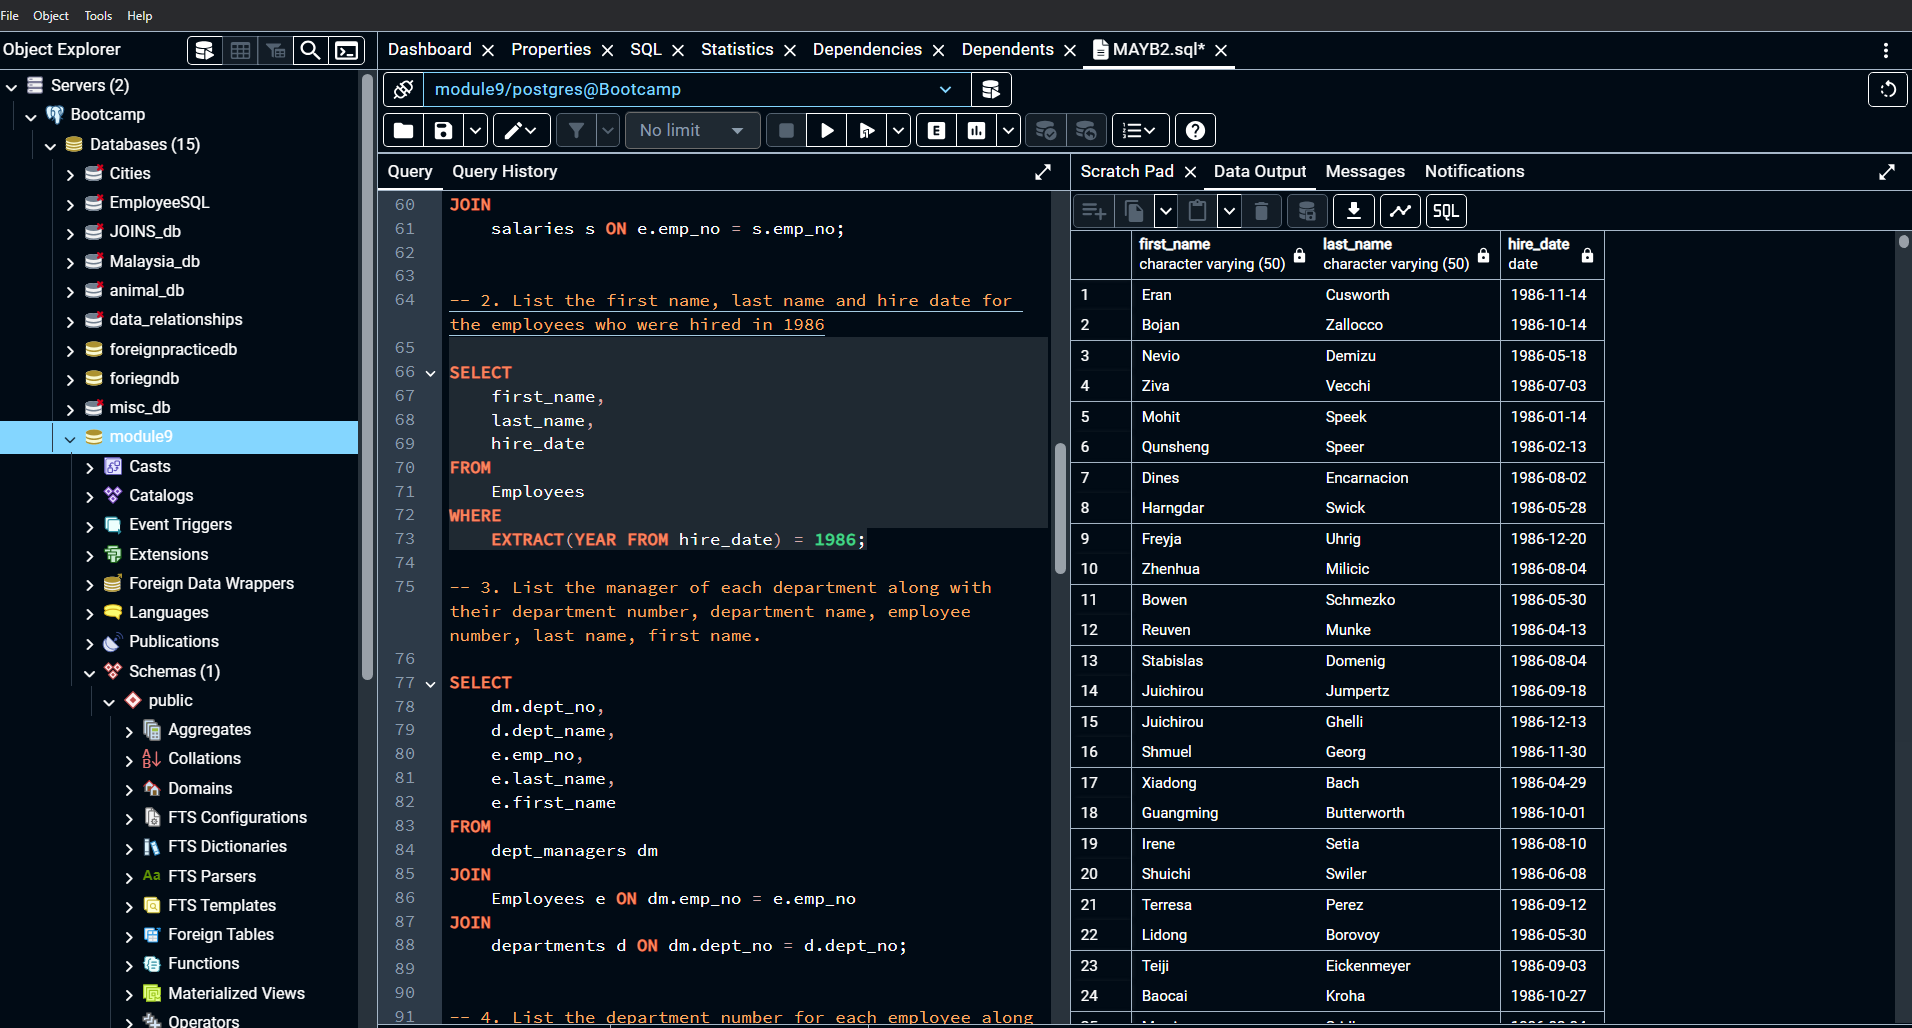 File Object Tools Help
Object Explorer
Servers (2)
Bootcamp
Databases (15)
Cities
EmployeeSQL
JOINS_db
Malaysia_db
animal_db
data_relationships
foreignpracticedb
foriegndb
misc_db
module9
Casts
Catalogs
Event Triggers
Extensions
Foreign Data Wrappers
Languages
Publications
Schemas (1)
public
Aggregates
Collations
Domains
FTS Configurations
FTS Dictionaries
Aa FTS Parsers
FTS Templates
Foreign Tables
Functions
Materialized Views
Operators
Dashboard Properties SQL Statistics Dependencies Dependents MAYB2.sql*
module9/postgres@Bootcamp
No limit
E
Query Query History
60 JOIN
61 salaries s ON e.emp_no = s.emp_no;
62
63
64 -- 2. List the first name, last name and hire date for
the employees who were hired in 1986
65
66 SELECT
67 first_name,
68 last_name,
69 hire_date
70 FROM
71 Employees
72 WHERE
73 EXTRACT(YEAR FROM hire_date) = 1986;
74
75 -- 3. List the manager of each department along with
their department number, department name, employee
number, last name, first name.
76
77 SELECT
78 dm.dept_no,
79 d.dept_name,
80 e.emp_no,
81 e.last_name,
82 e.first_name
83 FROM
84 dept_managers dm
85 JOIN
86 Employees e ON dm.emp_no = e.emp_no
87 JOIN
88 departments d ON dm.dept_no = d.dept_no;
89
90
91 -- 4. List the department number for each employee along
Scratch Pad Data Output Messages Notifications
SQL
first_name last_name hire_date
character varying (50) character varying (50) date
1 Eran Cusworth 1986-11-14
2 Bojan Zallocco 1986-10-14
3 Nevio Demizu 1986-05-18
4 Ziva Vecchi 1986-07-03
5 Mohit Speek 1986-01-14
6 Qunsheng Speer 1986-02-13
7 Dines Encarnacion 1986-08-02
8 Harngdar Swick 1986-05-28
9 Freyja Uhrig 1986-12-20
10 Zhenhua Milicic 1986-08-04
11 Bowen Schmezko 1986-05-30
12 Reuven Munke 1986-04-13
13 Stabislas Domenig 1986-08-04
14 Juichirou Jumpertz 1986-09-18
15 Juichirou Ghelli 1986-12-13
16 Shmuel Georg 1986-11-30
17 Xiadong Bach 1986-04-29
18 Guangming Butterworth 1986-10-01
19 Irene Setia 1986-08-10
20 Shuichi Swiler 1986-06-08
21 Terresa Perez 1986-09-12
22 Lidong Borovoy 1986-05-30
23 Teiji Eickenmeyer 1986-09-03
24 Baocai Kroha 1986-10-27